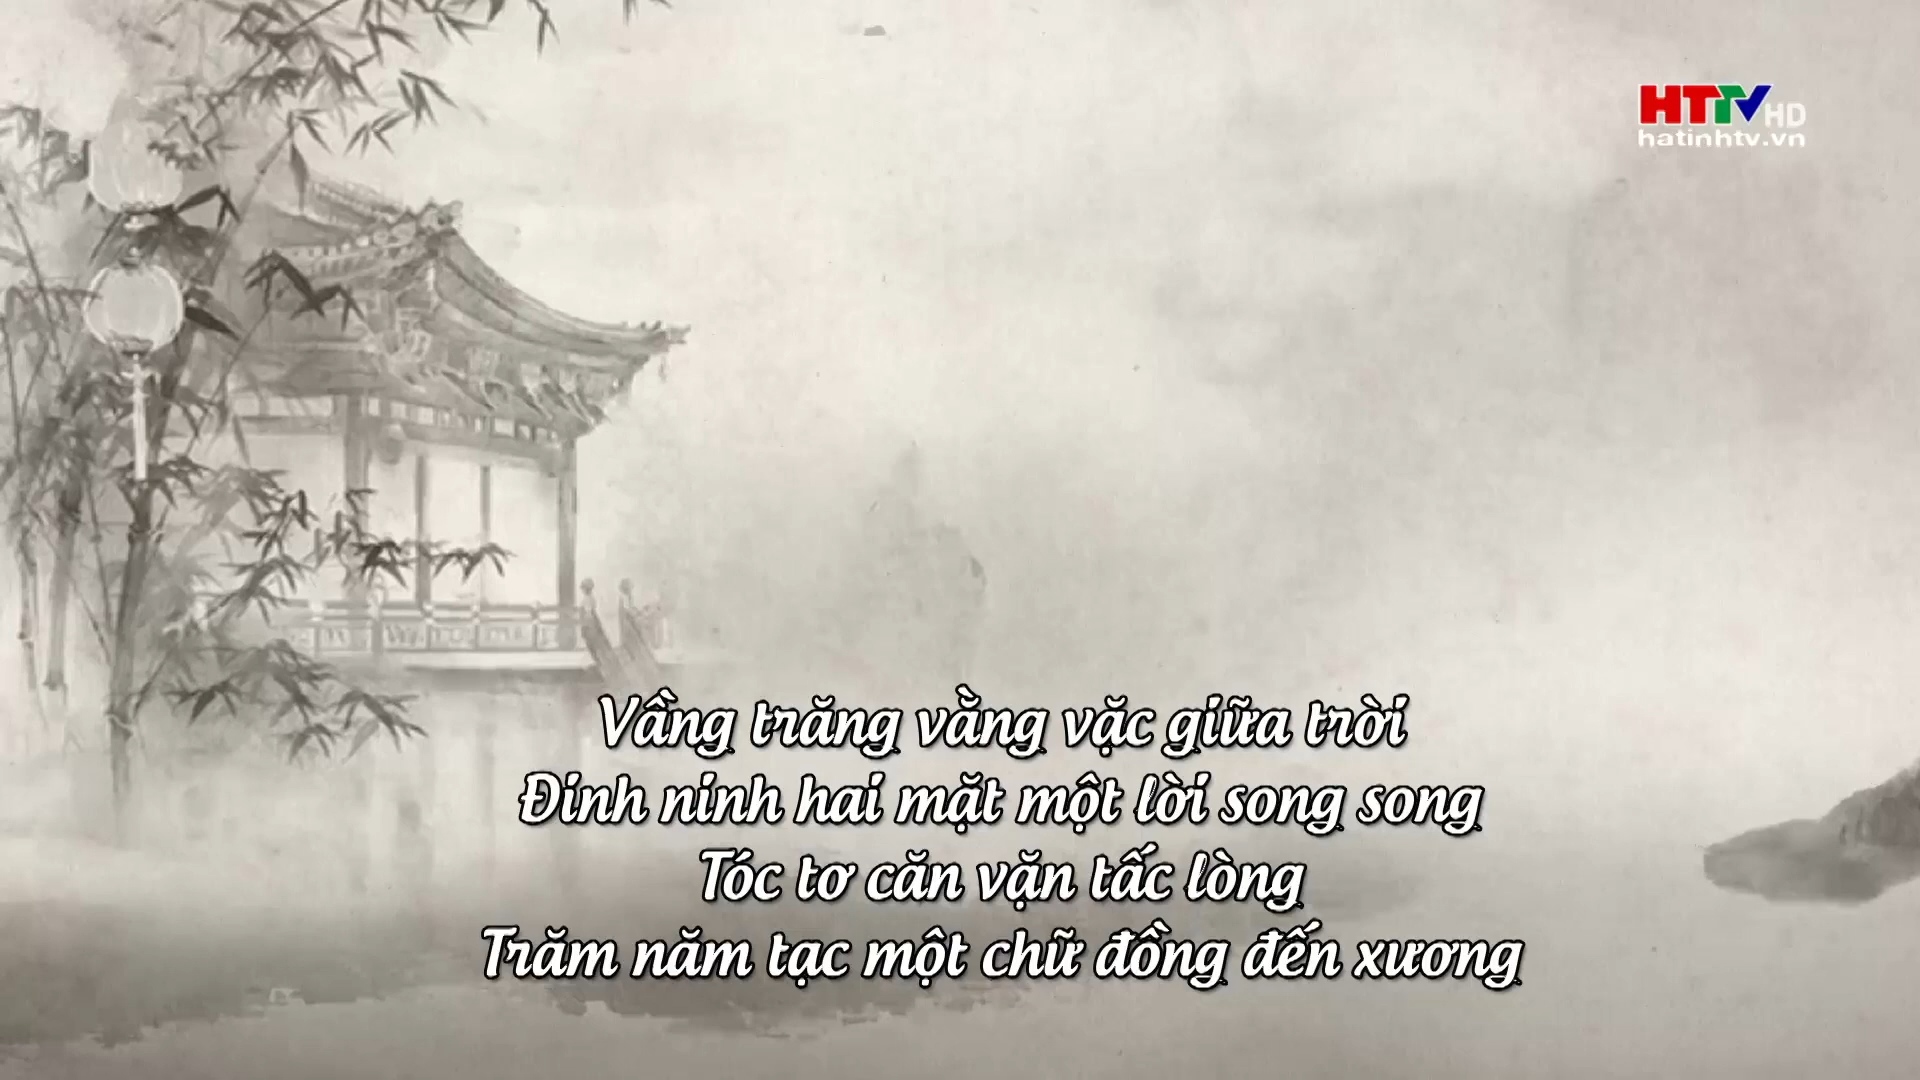 HTTV HD
hatinhtv.vn
Vầng trăng vằng vặc giữa trời
Đinh ninh hai mặt một lời song song
Tóc tơ căn vặn tấc lòng
Trăm năm tạc một chữ đồng đến xương